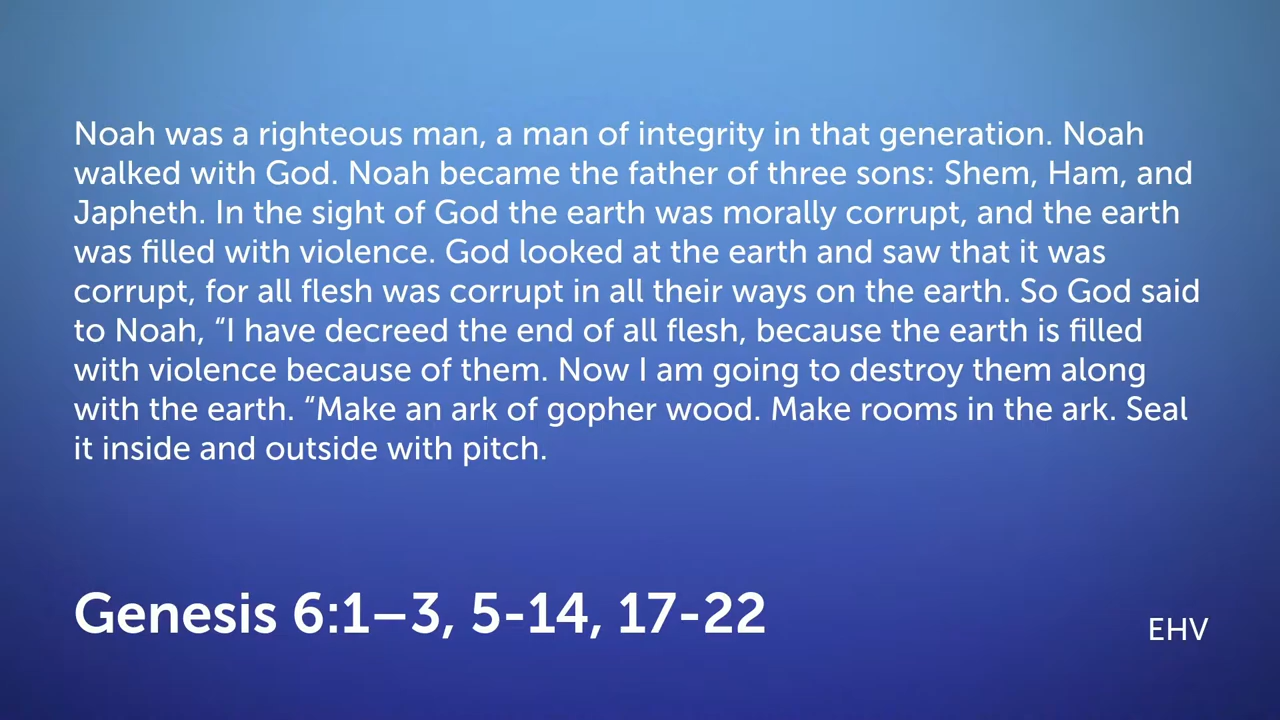 Noah was a righteous man, a man of integrity in that generation. Noah
walked with God. Noah became the father of three sons: Shem, Ham, and
Japheth. In the sight of God the earth was morally corrupt, and the earth
was filled with violence. God looked at the earth and saw that it was
corrupt, for all flesh was corrupt in all their ways on the earth. So God said
to Noah, “I have decreed the end of all flesh, because the earth is filled
with violence because of them. Now I am going to destroy them along
with the earth. “Make an ark of gopher wood. Make rooms in the ark. Seal
it inside and outside with pitch.
Genesis 6:1–3, 5-14, 17-22
EHV